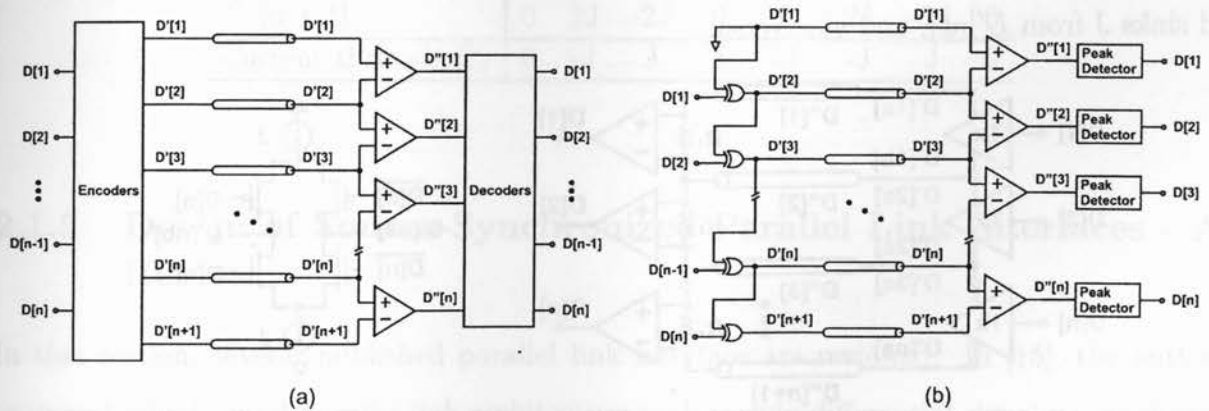 D[1]
D[2]
D[n-1]
D[n]
Encoders
D'[1]
D'[2]
D'[3]
D'[n]
D'[n+1]
D'[1]
D'[2]
D'[3]
D'[n]
D'[n+1]
+
−
+
−
+
−
+
−
D"[1]
D"[2]
D"[3]
D"[n]
Decoders
D[1]
D[2]
D[n-1]
D[n]
(a)
D[1]
D[2]
D[n-1]
D[n]
D'[1]
D'[2]
D'[3]
D'[n]
D'[n+1]
D'[1]
D'[2]
D'[3]
D'[n]
D'[n+1]
+
−
+
−
+
−
+
−
D"[1]
D"[2]
D"[3]
D"[n]
Peak
Detector
Peak
Detector
Peak
Detector
Peak
Detector
D[1]
D[2]
D[3]
D[n]
(b)